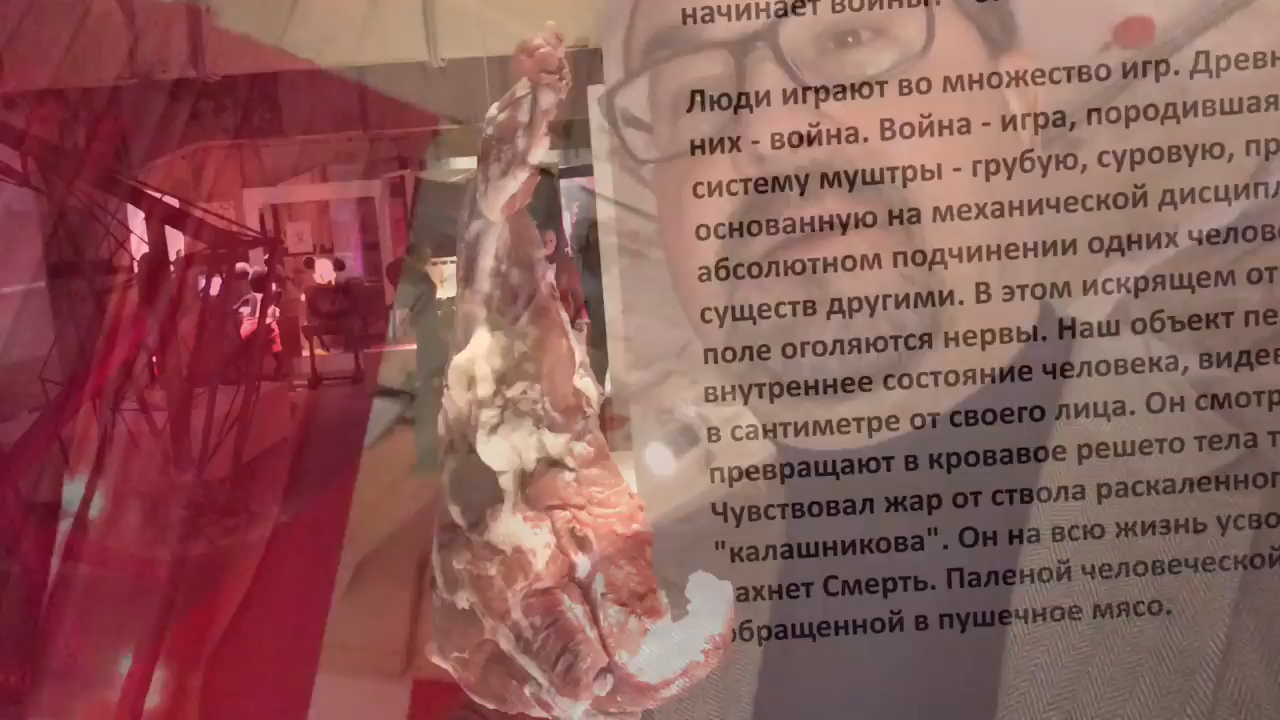 начинает войны.
Люди играют во множество игр. Древн
них - война. Война - игра, породившая
систему муштры - грубую, суровую, пр
основанную на механической дисципл
абсолютном подчинении одних челове
существ другими. В этом искрящем от
поле оголяются нервы. Наш объект пе
внутреннее состояние человека, видев
в сантиметре от своего лица. Он смотр
превращают в кровавое решето тела т
Чувствовал жар от ствола раскаленног
"калашникова". Он на всю жизнь усво
ахнет Смерть. Паленой человеческой
обращенной в пушечное мясо.